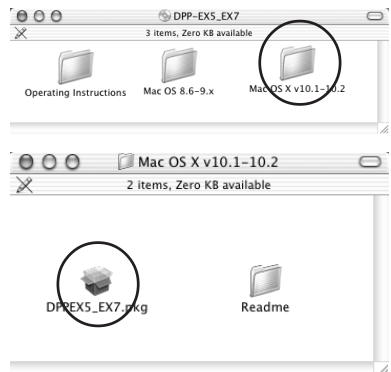 DPP-EX5_EX7
3 items, Zero KB available
Operating Instructions
Mac OS 8.6-9.x
Mac OS X v10.1-10.2
Mac OS X v10.1-10.2
2 items, Zero KB available
DPPEX5_EX7.pkg
Readme